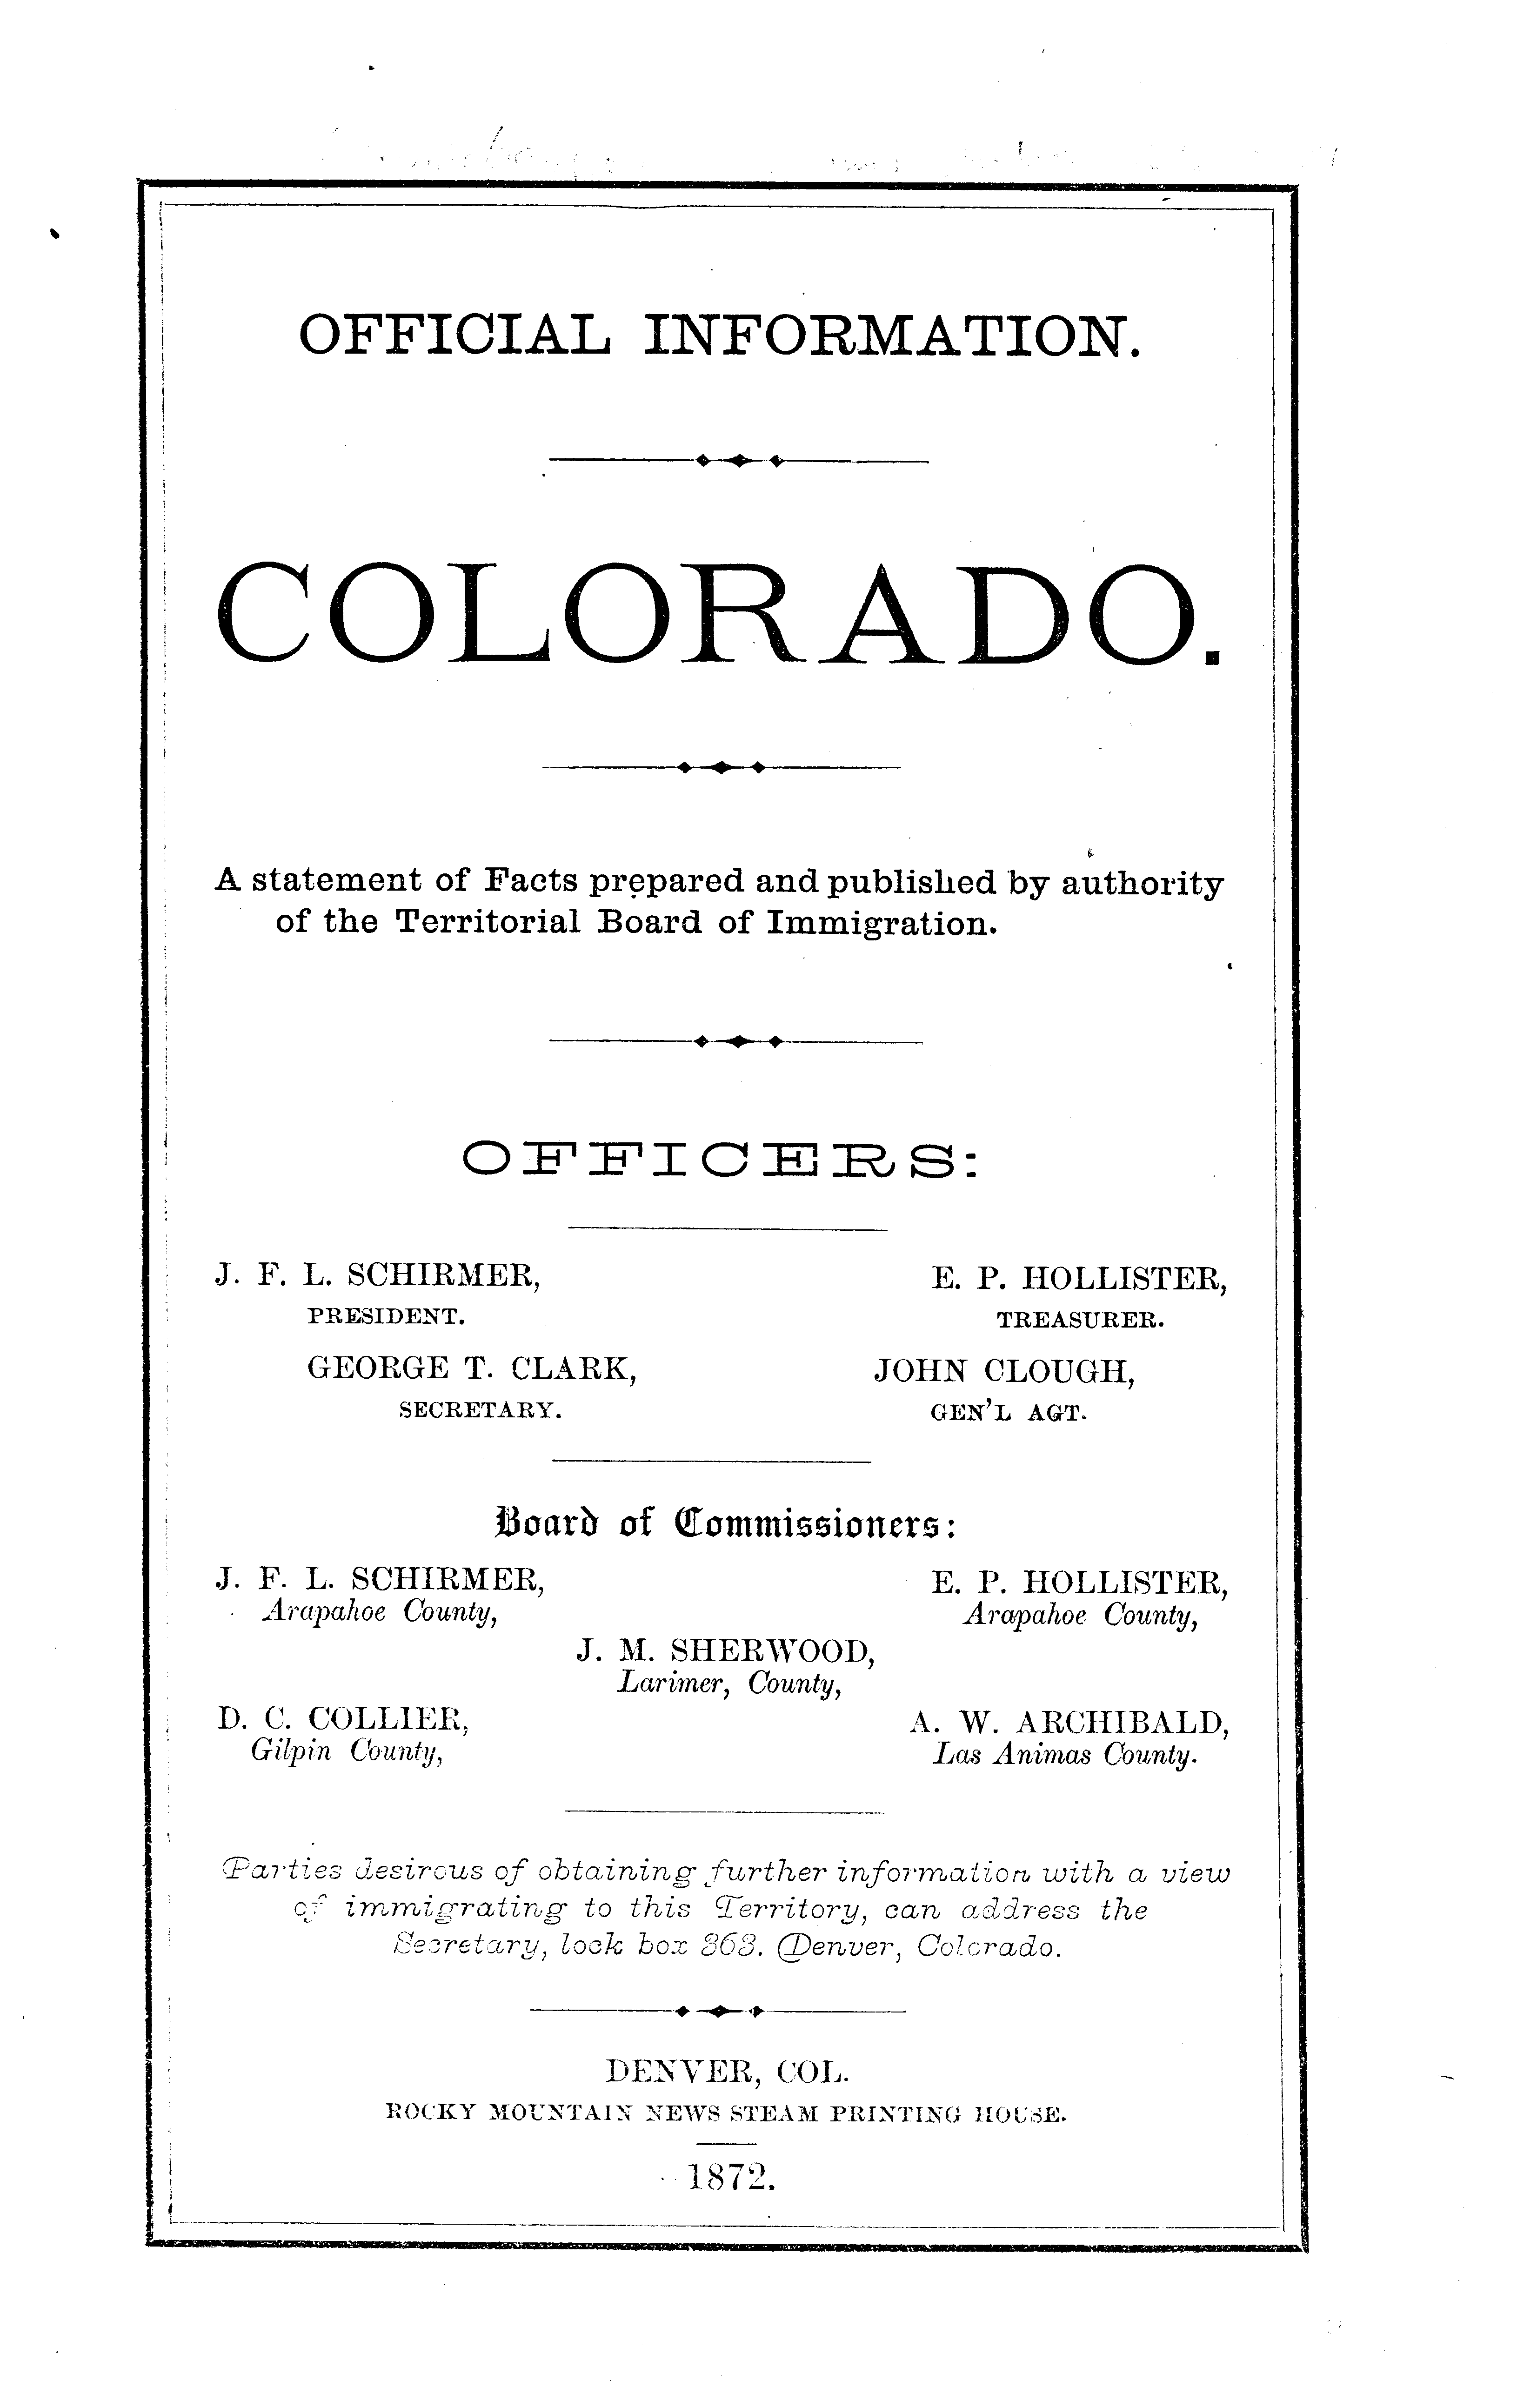 OFFICIAL INFORMATION.
COLORADO.
A statement of Facts prepared and published by authority
of the Territorial Board of Immigration.
OFFICERS:
J. F. L. SCHIRMER, E. P. HOLLISTER,
PRESIDENT. TREASURER.
GEORGE T. CLARK, JOHN CLOUGH,
SECRETARY. GEN'L AGT.
Board of Commissioners:
J. F. L. SCHIRMER, E. P. HOLLISTER,
Arapahoe County, Arapahoe County,
J. M. SHERWOOD,
Larimer, County,
D. C. COLLIER, A. W. ARCHIBALD,
Gilpin County, Las Animas County.
Parties desirous of obtaining further information with a view
of immigrating to this Territory, can address the
Secretary, lock box 363. Denver, Colorado.
DENVER, COL.
ROCKY MOUNTAIN NEWS STEAM PRINTING HOUSE.
1872.